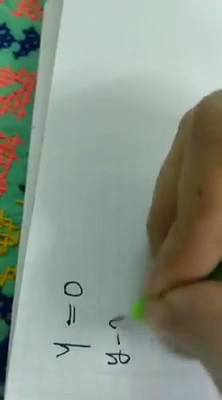 y = 0
y -